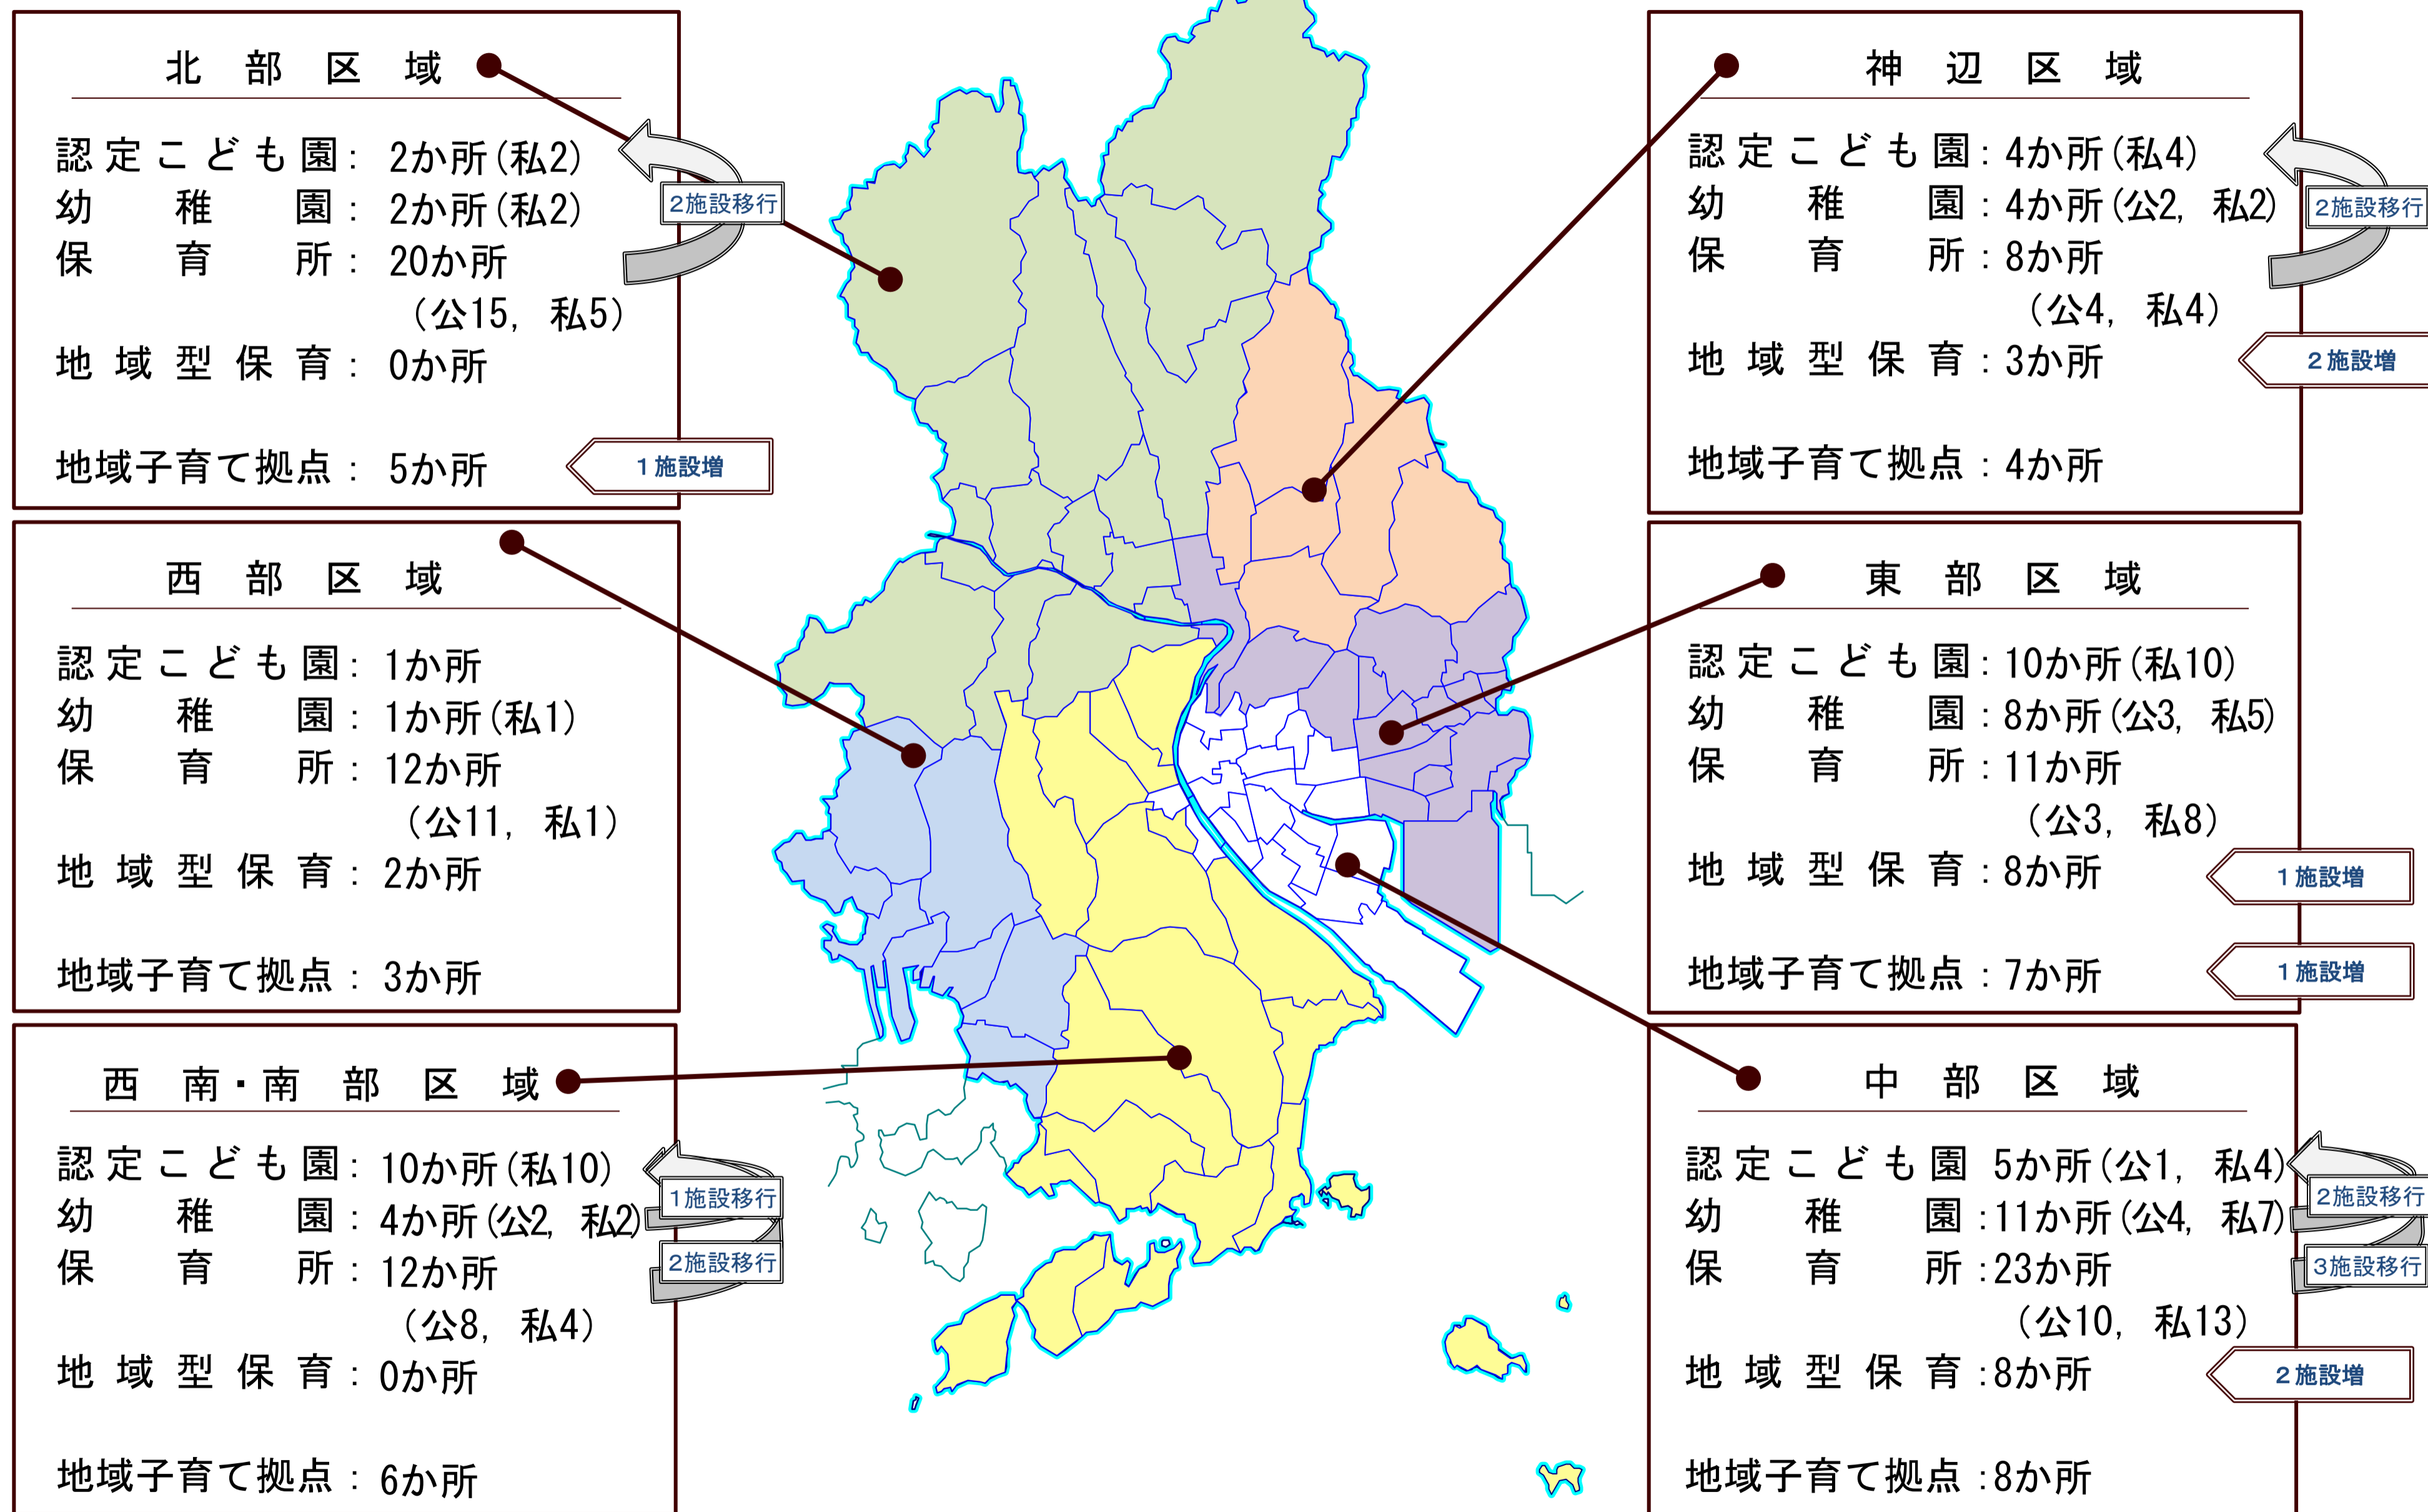 北部区域
認定こども園： 2か所(私2)
幼稚園： 2か所(私2)
保育所： 20か所
(公15, 私5)
地域型保育： 0か所
地域子育て拠点： 5か所
2施設移行
1施設増
西部区域
認定こども園： 1か所
幼稚園： 1か所(私1)
保育所： 12か所
(公11, 私1)
地域型保育： 2か所
地域子育て拠点： 3か所
西南・南部区域
認定こども園： 10か所(私10)
幼稚園： 4か所(公2, 私2)
保育所： 12か所
(公8, 私4)
地域型保育： 0か所
地域子育て拠点： 6か所
1施設移行
2施設移行
神辺区域
認定こども園：4か所(私4)
幼稚園：4か所(公2, 私2)
保育所：8か所
(公4, 私4)
地域型保育：3か所
地域子育て拠点：4か所
2施設移行
2施設増
東部区域
認定こども園：10か所(私10)
幼稚園：8か所(公3, 私5)
保育所：11か所
(公3, 私8)
地域型保育：8か所
地域子育て拠点：7か所
1施設増
1施設増
中部区域
認定こども園 5か所(公1, 私4)
幼稚園：11か所(公4, 私7)
保育所：23か所
(公10, 私13)
地域型保育：8か所
地域子育て拠点：8か所
2施設移行
3施設移行
2施設増